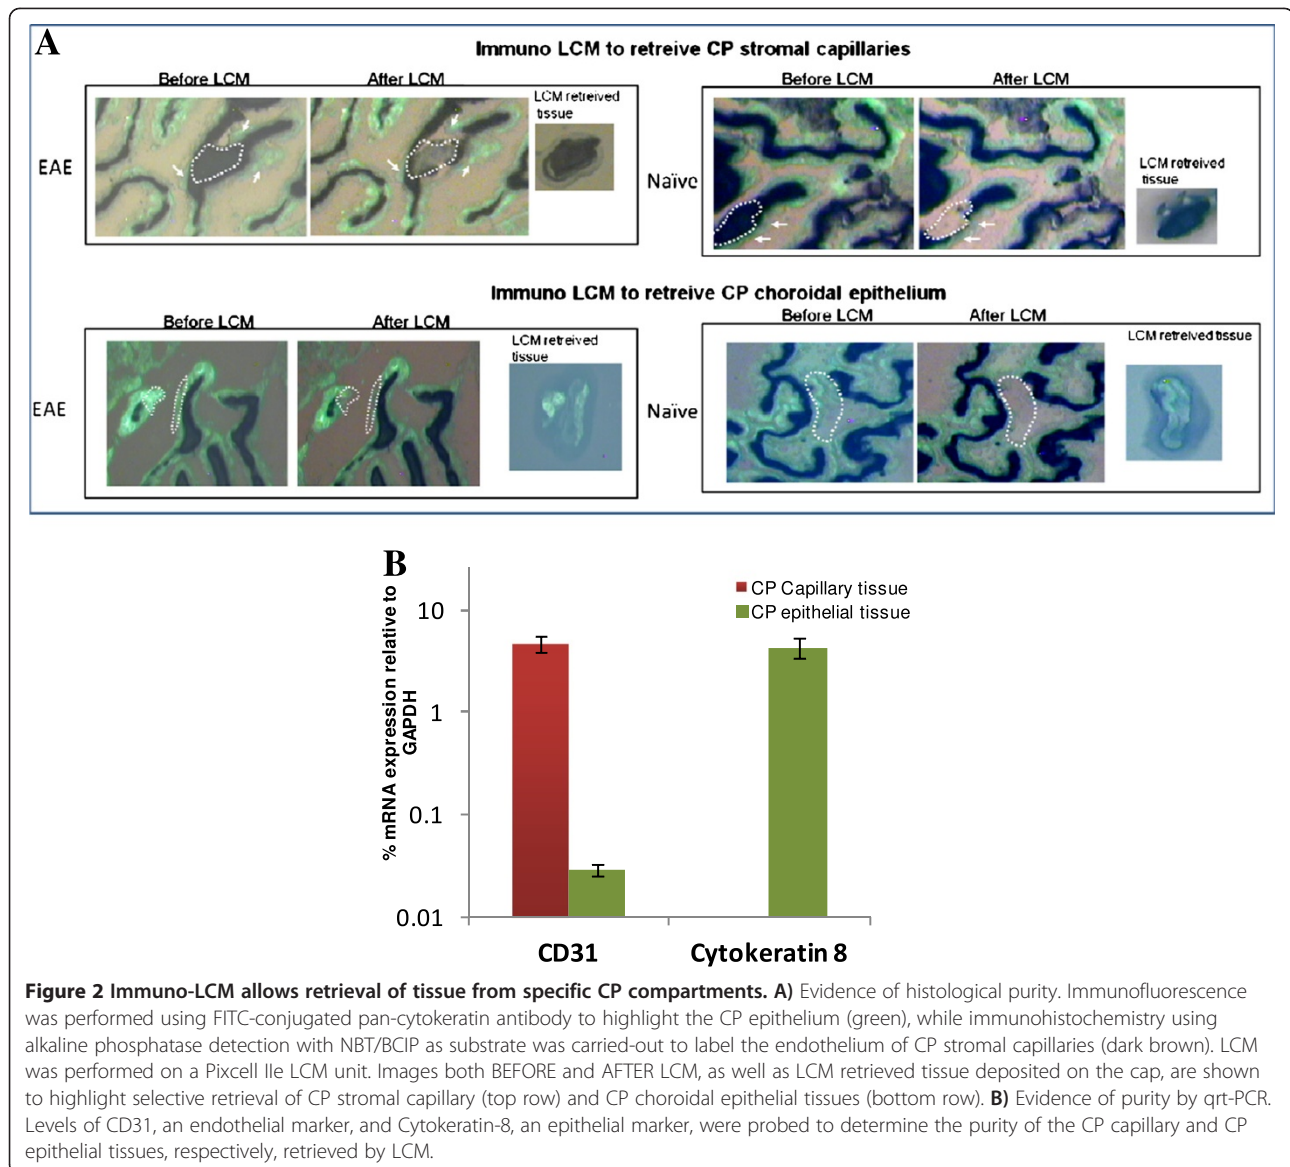 A
Immuno LCM to retreive CP stromal capillaries
Before LCM
After LCM
LCM retreived
tissue
EAE
Before LCM
After LCM
LCM retreived
tissue
Naïve
Immuno LCM to retreive CP choroidal epithelium
Before LCM
After LCM
LCM retreived
tissue
EAE
Before LCM
After LCM
LCM retreived tissue
Naïve
B
% mRNA expression relative to
GAPDH
10
1
0.1
0.01
CP Capillary tissue
CP epithelial tissue
CD31
Cytokeratin 8
Figure 2 Immuno-LCM allows retrieval of tissue from specific CP compartments. A) Evidence of histological purity. Immunofluorescence
was performed using FITC-conjugated pan-cytokeratin antibody to highlight the CP epithelium (green), while immunohistochemistry using
alkaline phosphatase detection with NBT/BCIP as substrate was carried-out to label the endothelium of CP stromal capillaries (dark brown). LCM
was performed on a Pixcell IIe LCM unit. Images both BEFORE and AFTER LCM, as well as LCM retrieved tissue deposited on the cap, are shown
to highlight selective retrieval of CP stromal capillary (top row) and CP choroidal epithelial tissues (bottom row). B) Evidence of purity by qrt-PCR.
Levels of CD31, an endothelial marker, and Cytokeratin-8, an epithelial marker, were probed to determine the purity of the CP capillary and CP
epithelial tissues, respectively, retrieved by LCM.